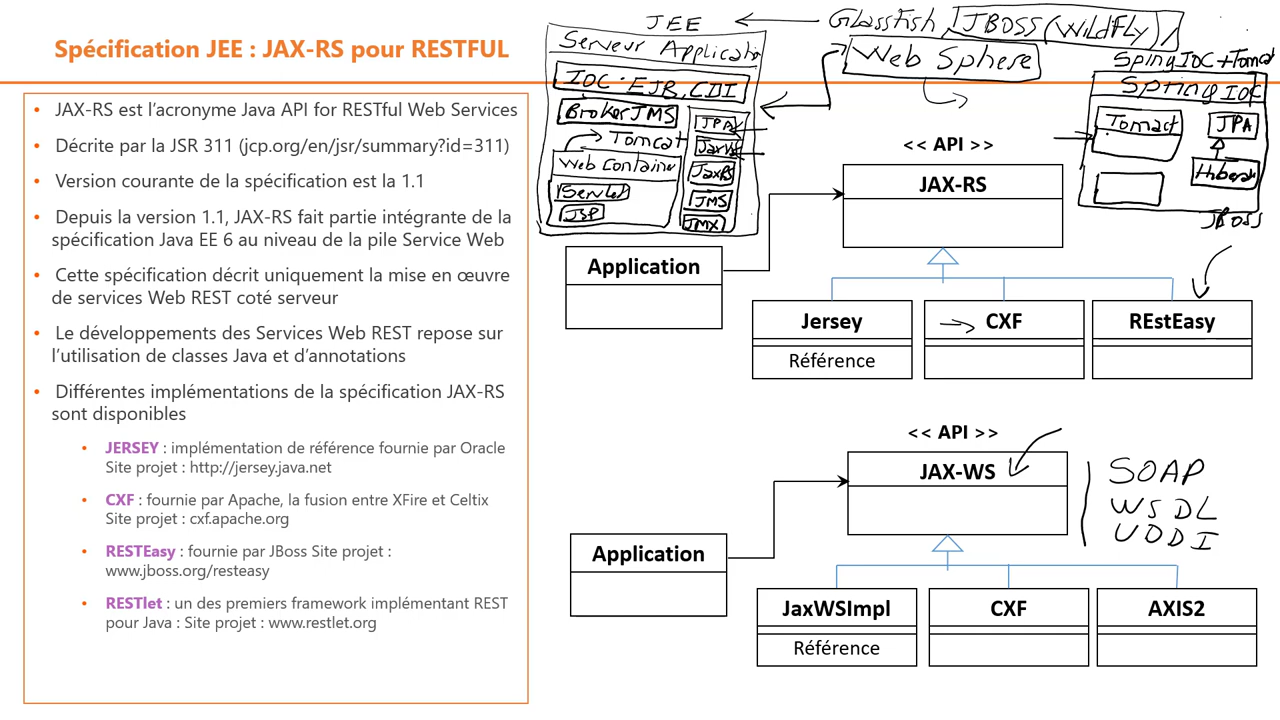 Spécification JEE : JAX-RS pour RESTFUL
• JAX-RS est l'acronyme Java API for RESTful Web Services
• Décrite par la JSR 311 (jcp.org/en/jsr/summary?id=311)
• Version courante de la spécification est la 1.1
• Depuis la version 1.1, JAX-RS fait partie intégrante de la
spécification Java EE 6 au niveau de la pile Service Web
• Cette spécification décrit uniquement la mise en œuvre
de services Web REST coté serveur
• Le développements des Services Web REST repose sur
l'utilisation de classes Java et d'annotations
• Différentes implémentations de la spécification JAX-RS
sont disponibles
• JERSEY : implémentation de référence fournie par Oracle
Site projet : http://jersey.java.net
• CXF : fournie par Apache, la fusion entre XFire et Celtix
Site projet : cxf.apache.org
• RESTEasy : fournie par JBoss Site projet :
www.jboss.org/resteasy
• RESTlet : un des premiers framework implémentant REST
pour Java : Site projet : www.restlet.org
JEE
GlassFish, JBOSS (WildFly),
Web Sphere
Serveur Applicati
IOC : EJB, CDI
Broker JMS
Tomcat
Web Container
Servlet
JSP
JPA
JaxWS
JaxRS
JMS
JMX
Sping IOC + Tomcat
Spring IOC
Tomact
JPA
Hibernate
JBoss
<< API >>
JAX-RS
Application
Jersey
Référence
CXF
REstEasy
<< API >>
JAX-WS
SOAP
WSDL
UDDI
Application
JaxWSImpl
Référence
CXF
AXIS2